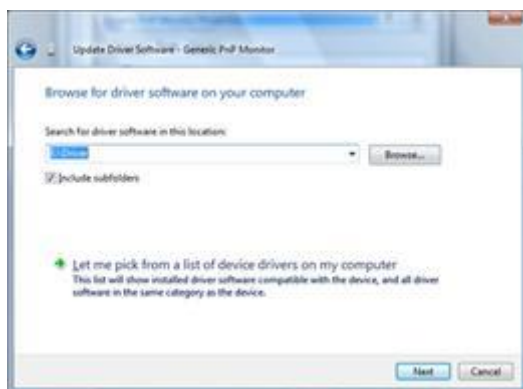 Update Driver Software - Generic PnP Monitor
Browse for driver software on your computer
Search for driver software in this location:
Browse...
Include subfolders
Let me pick from a list of device drivers on my computer
This list will show installed driver software compatible with the device, and all driver
software in the same category as the device.
Next Cancel